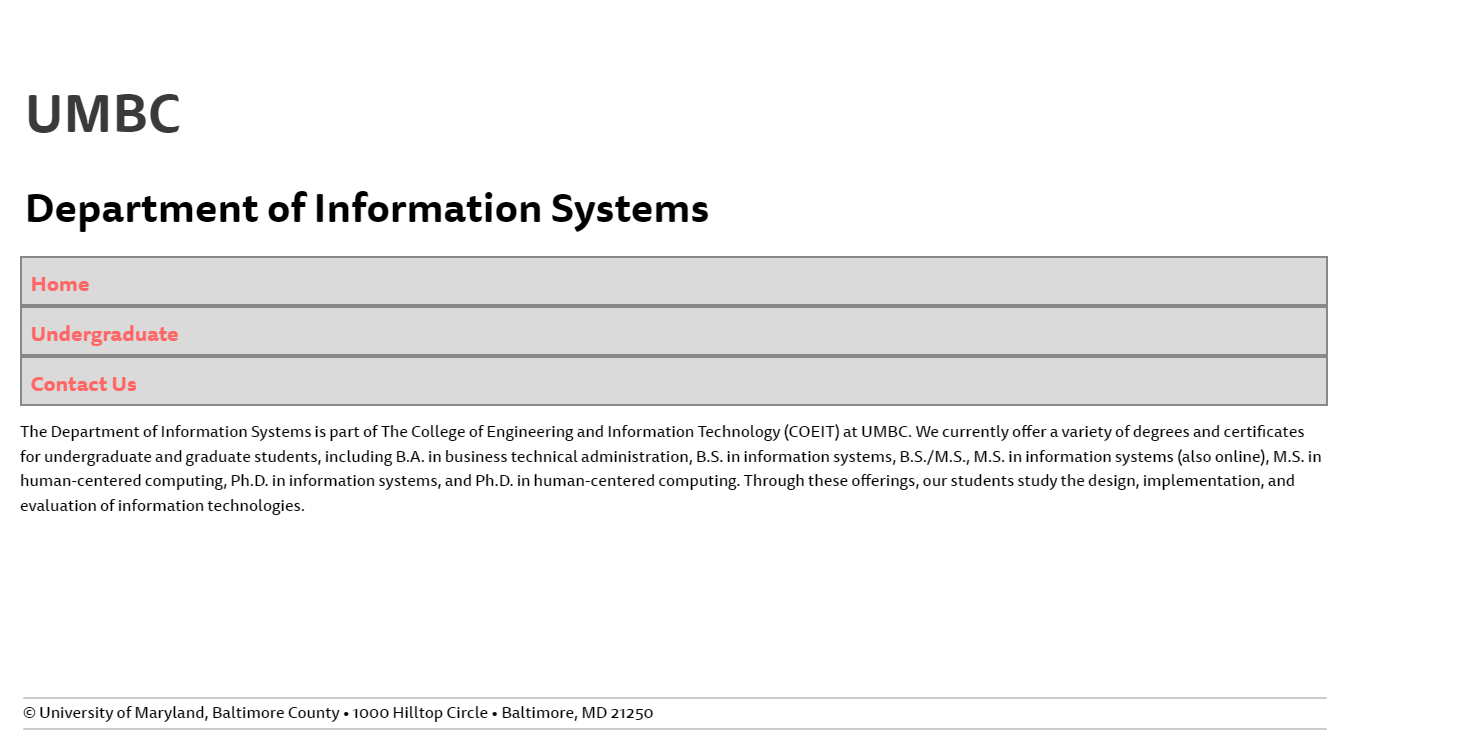 UMBC
Department of Information Systems
Home
Undergraduate
Contact Us
The Department of Information Systems is part of The College of Engineering and Information Technology (COEIT) at UMBC. We currently offer a variety of degrees and certificates
for undergraduate and graduate students, including B.A. in business technical administration, B.S. in information systems, B.S./M.S., M.S. in information systems (also online), M.S. in
human-centered computing, Ph.D. in information systems, and Ph.D. in human-centered computing. Through these offerings, our students study the design, implementation, and
evaluation of information technologies.
© University of Maryland, Baltimore County • 1000 Hilltop Circle • Baltimore, MD 21250